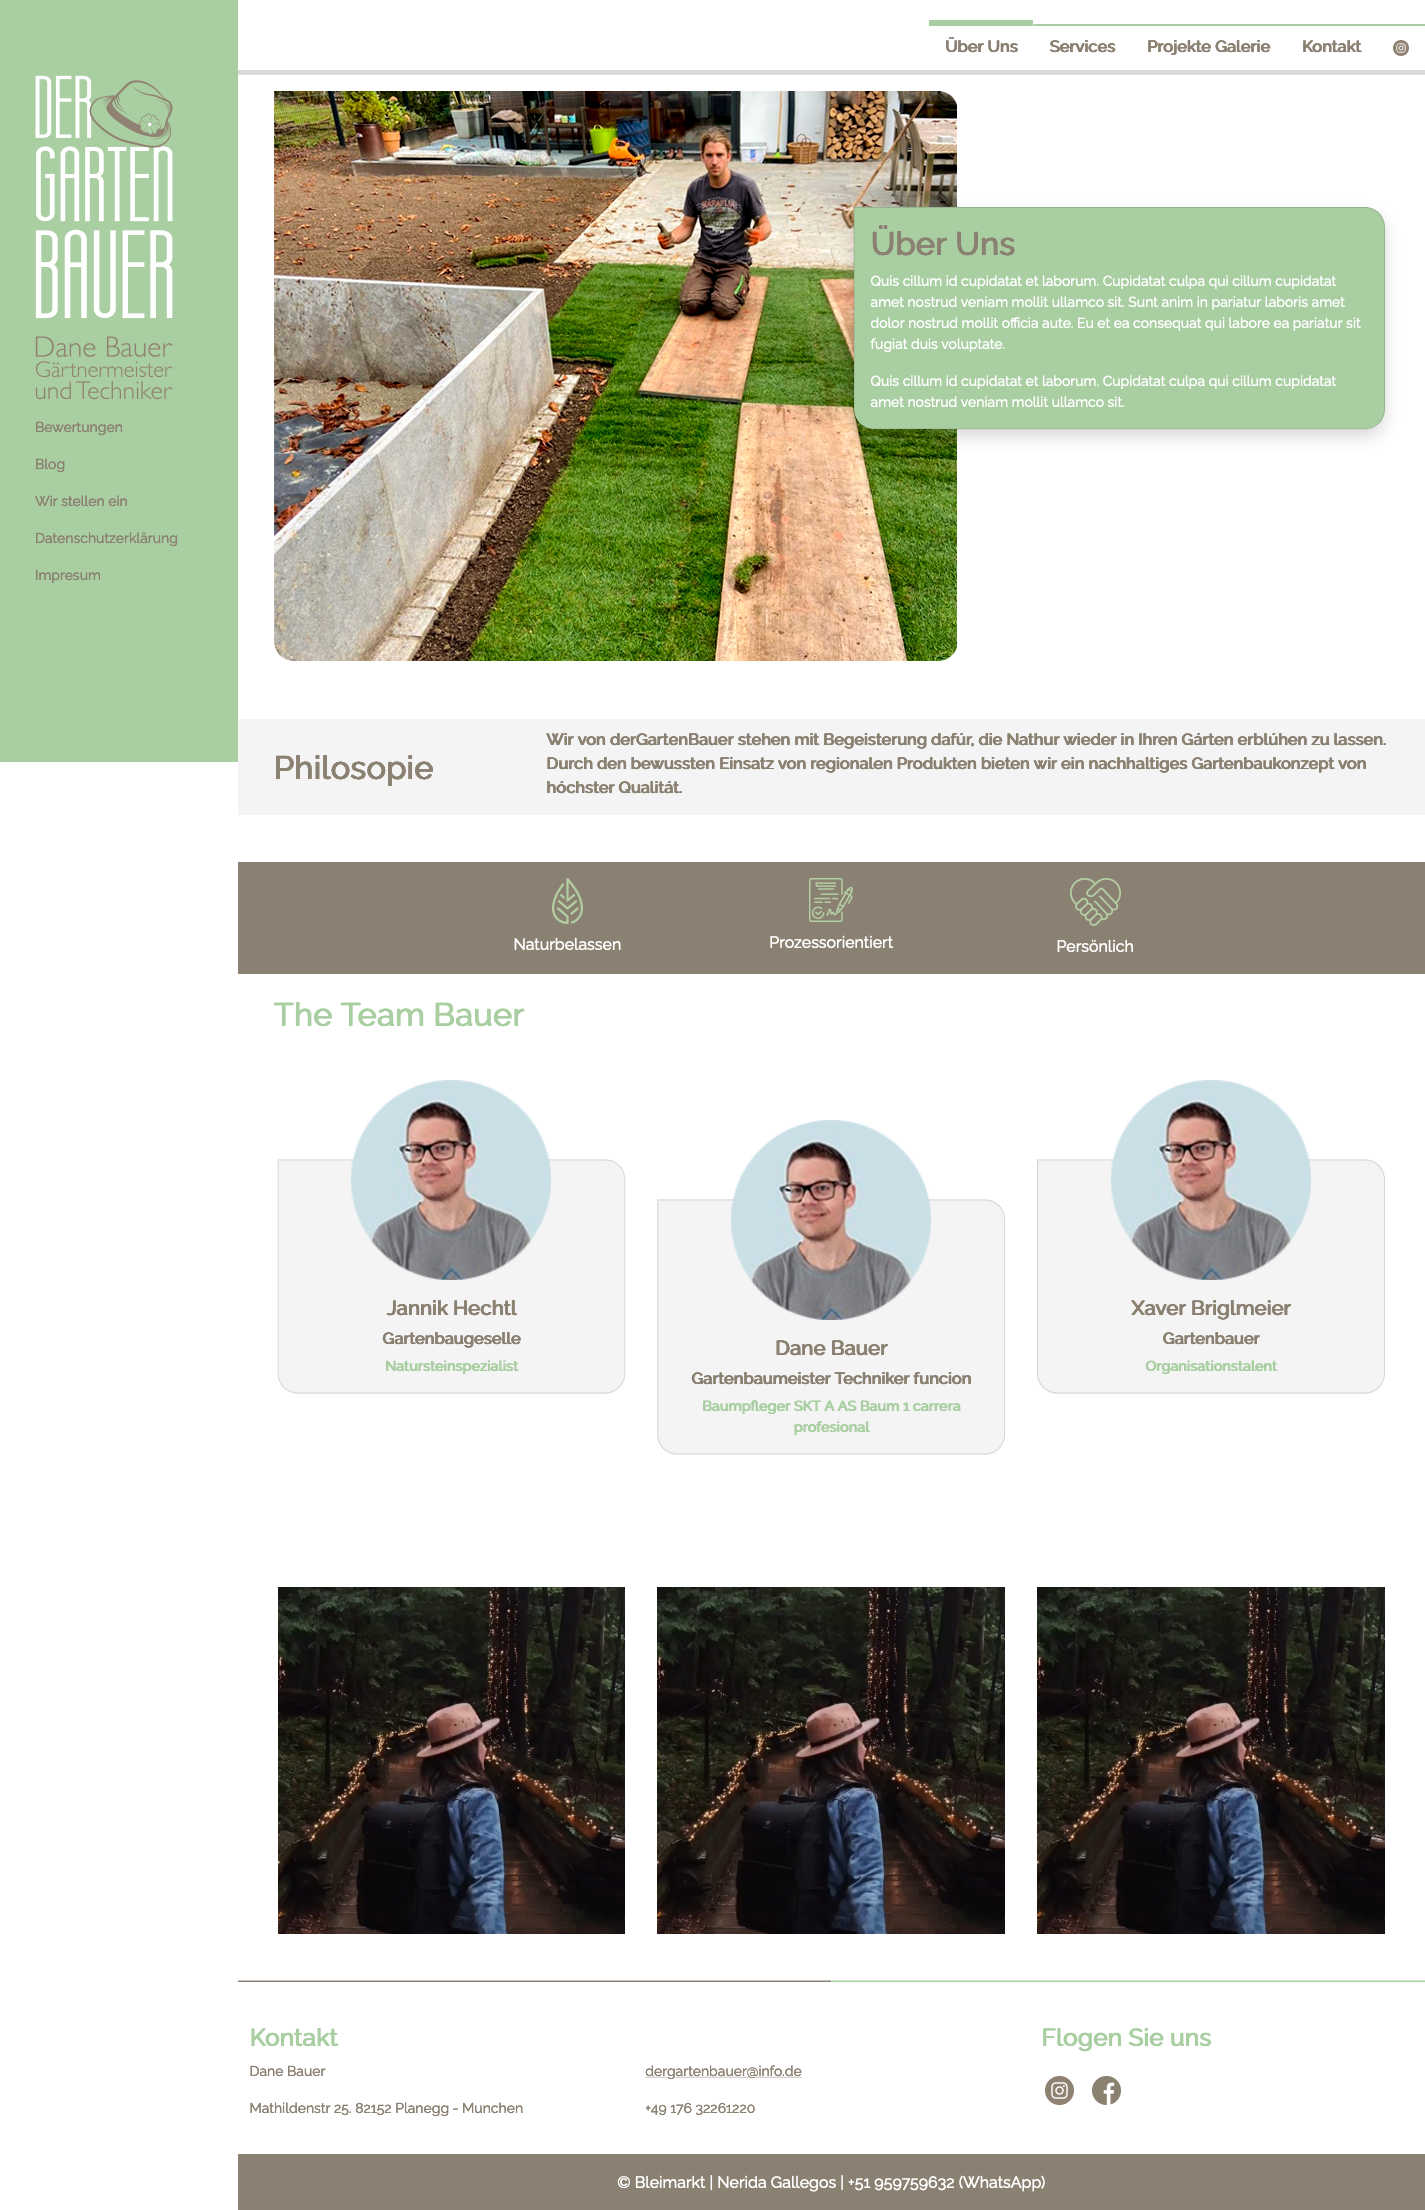 DER
GARTEN
BAUER
Dane Bauer
Gärtnermeister
und Techniker
Bewertungen
Blog
Wir stellen ein
Datenschutzerklärung
Impresum
Über Uns
Services
Projekte Galerie
Kontakt
Über Uns
Quis cillum id cupidatat et laborum. Cupidatat culpa qui cillum cupidatat
amet nostrud veniam mollit ullamco sit. Sunt anim in pariatur laboris amet
dolor nostrud mollit officia aute. Eu et ea consequat qui labore ea pariatur sit
fugiat duis voluptate.
Quis cillum id cupidatat et laborum. Cupidatat culpa qui cillum cupidatat
amet nostrud veniam mollit ullamco sit.
Philosopie
Wir von derGartenBauer stehen mit Begeisterung dafúr, die Nathur wieder in Ihren Gárten erblúhen zu lassen.
Durch den bewussten Einsatz von regionalen Produkten bieten wir ein nachhaltiges Gartenbaukonzept von
hóchster Qualitát.
Naturbelassen
Prozessorientiert
Persönlich
The Team Bauer
Jannik Hechtl
Gartenbaugeselle
Natursteinspezialist
Dane Bauer
Gartenbaumeister Techniker funcion
Baumpfleger SKT A AS Baum 1 carrera
profesional
Xaver Briglmeier
Gartenbauer
Organisationstalent
Kontakt
Dane Bauer
Mathildenstr 25. 82152 Planegg - Munchen
dergartenbauer@info.de
+49 176 32261220
Flogen Sie uns
© Bleimarkt | Nerida Gallegos | +51 959759632 (WhatsApp)